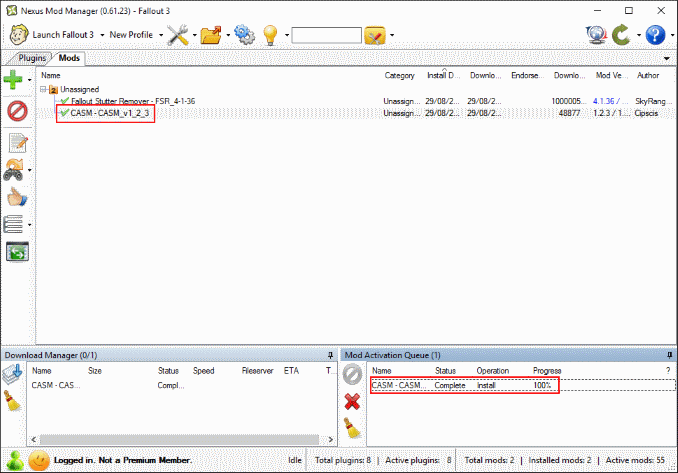 Nexus Mod Manager (0.61.23) - Fallout 3
Launch Fallout 3 New Profile
Plugins Mods
Name Category Install D... Downlo... Endorse... Downlo... Mod Ve... Author
2 Unassigned
Fallout Stutter Remover - FSR_4-1-36 Unassign... 29/08/2... 29/08/2... 1000005... 4.1.36 / SkyRang...
CASM - CASM_v1_2_3 Unassign... 29/08/2... 29/08/2... 48877 1.2.3 / 1.... Cipscis
Download Manager (0/1)
Name Size Status Speed Fileserver ETA T...
CASM - CAS... Compl...
Mod Activation Queue (1)
Name Status Operation Progress ?
CASM - CASM... Complete Install 100%
Logged in. Not a Premium Member. Idle Total plugins: 8 | Active plugins: 8 Total mods: 2 | Installed mods: 2 | Active mods: 55